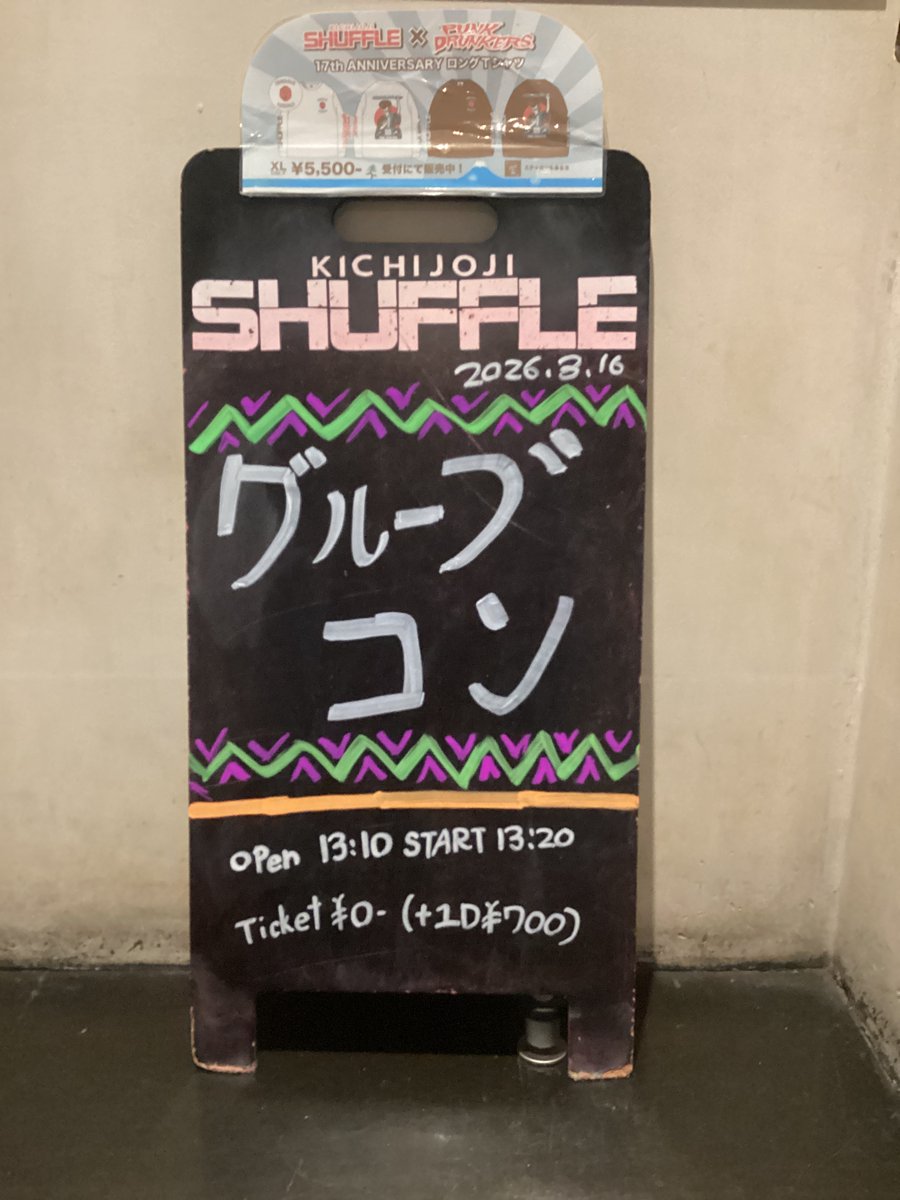 KICHIJOJI
SHUFFLE × PUNK DRUNKERS
17th ANNIVERSARY ロングTシャツ
XL ¥5,500- 受付にて販売中!
KICHIJOJI
SHUFFLE
2026.3.16
グルーブ
コン
open 13:10 START 13:20
Ticket ¥0- (+1D¥700)